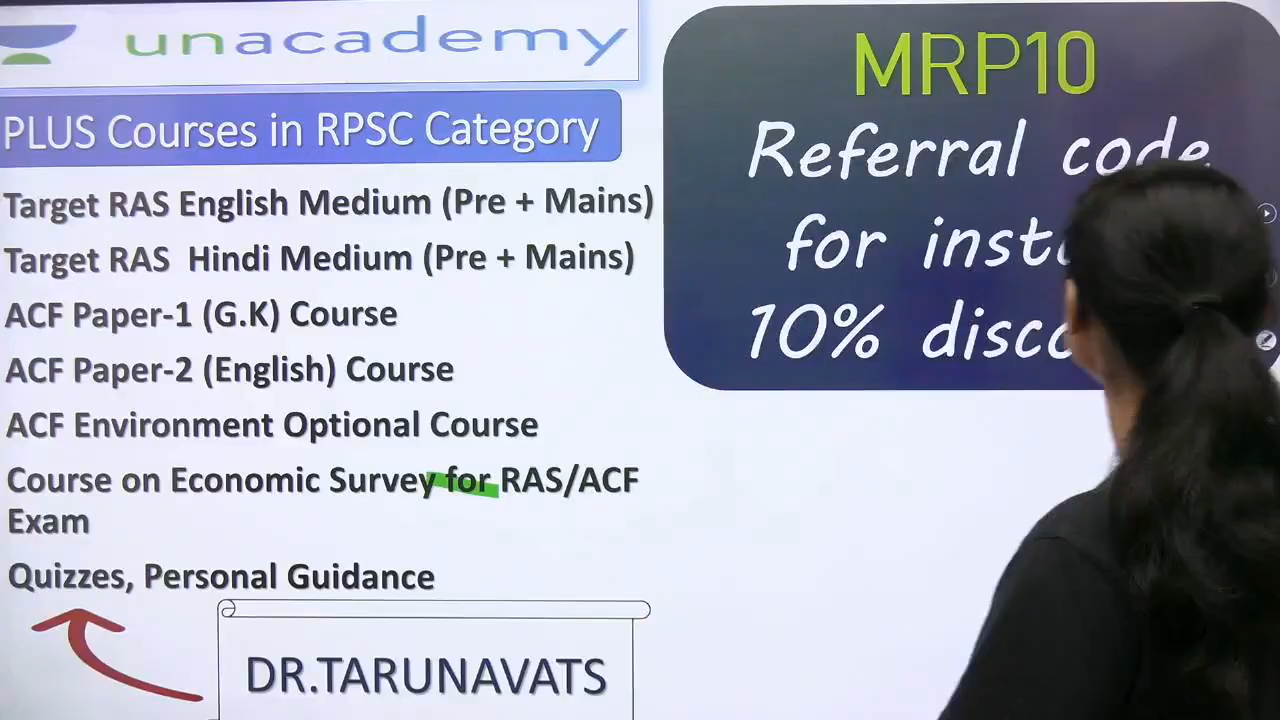 unacademy
PLUS Courses in RPSC Category
Target RAS English Medium (Pre + Mains)
Target RAS Hindi Medium (Pre + Mains)
ACF Paper-1 (G.K) Course
ACF Paper-2 (English) Course
ACF Environment Optional Course
Course on Economic Survey for RAS/ACF
Exam
Quizzes, Personal Guidance
DR.TARUNAVATS
MRP10
Referral code
for
10%